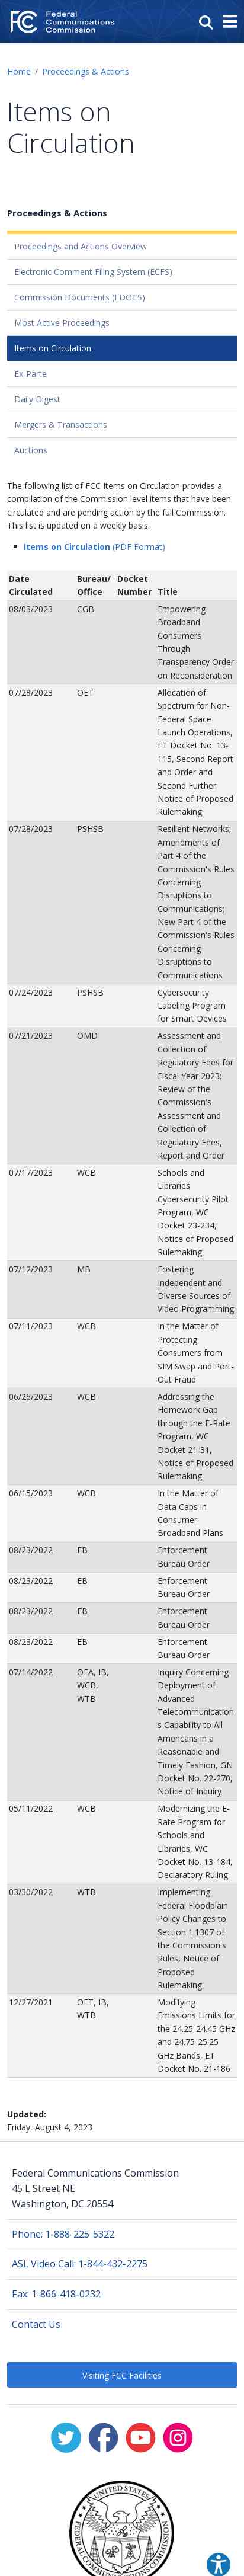 Federal
Communications
Commission
Home / Proceedings & Actions
Items on
Circulation
Proceedings & Actions
Proceedings and Actions Overview
Electronic Comment Filing System (ECFS)
Commission Documents (EDOCS)
Most Active Proceedings
Items on Circulation
Ex-Parte
Daily Digest
Mergers & Transactions
Auctions
The following list of FCC Items on Circulation provides a
compilation of the Commission level items that have been
circulated and are pending action by the full Commission.
This list is updated on a weekly basis.
Items on Circulation (PDF Format)
Date Bureau/ Docket
Circulated Office Number Title
08/03/2023 CGB Empowering
Broadband
Consumers
Through
Transparency Order
on Reconsideration
07/28/2023 OET Allocation of
Spectrum for Non-
Federal Space
Launch Operations,
ET Docket No. 13-
115, Second Report
and Order and
Second Further
Notice of Proposed
Rulemaking
07/28/2023 PSHSB Resilient Networks;
Amendments of
Part 4 of the
Commission's Rules
Concerning
Disruptions to
Communications;
New Part 4 of the
Commission's Rules
Concerning
Disruptions to
Communications
07/24/2023 PSHSB Cybersecurity
Labeling Program
for Smart Devices
07/21/2023 OMD Assessment and
Collection of
Regulatory Fees for
Fiscal Year 2023;
Review of the
Commission's
Assessment and
Collection of
Regulatory Fees,
Report and Order
07/17/2023 WCB Schools and
Libraries
Cybersecurity Pilot
Program, WC
Docket 23-234,
Notice of Proposed
Rulemaking
07/12/2023 MB Fostering
Independent and
Diverse Sources of
Video Programming
07/11/2023 WCB In the Matter of
Protecting
Consumers from
SIM Swap and Port-
Out Fraud
06/26/2023 WCB Addressing the
Homework Gap
through the E-Rate
Program, WC
Docket 21-31,
Notice of Proposed
Rulemaking
06/15/2023 WCB In the Matter of
Data Caps in
Consumer
Broadband Plans
08/23/2022 EB Enforcement
Bureau Order
08/23/2022 EB Enforcement
Bureau Order
08/23/2022 EB Enforcement
Bureau Order
08/23/2022 EB Enforcement
Bureau Order
07/14/2022 OEA, IB, Inquiry Concerning
WCB, Deployment of
WTB Advanced
Telecommunication
s Capability to All
Americans in a
Reasonable and
Timely Fashion, GN
Docket No. 22-270,
Notice of Inquiry
05/11/2022 WCB Modernizing the E-
Rate Program for
Schools and
Libraries, WC
Docket No. 13-184,
Declaratory Ruling
03/30/2022 WTB Implementing
Federal Floodplain
Policy Changes to
Section 1.1307 of
the Commission's
Rules, Notice of
Proposed
Rulemaking
12/27/2021 OET, IB, Modifying
WTB Emissions Limits for
the 24.25-24.45 GHz
and 24.75-25.25
GHz Bands, ET
Docket No. 21-186
Updated:
Friday, August 4, 2023
Federal Communications Commission
45 L Street NE
Washington, DC 20554
Phone: 1-888-225-5322
ASL Video Call: 1-844-432-2275
Fax: 1-866-418-0232
Contact Us
Visiting FCC Facilities
UNITED STATES